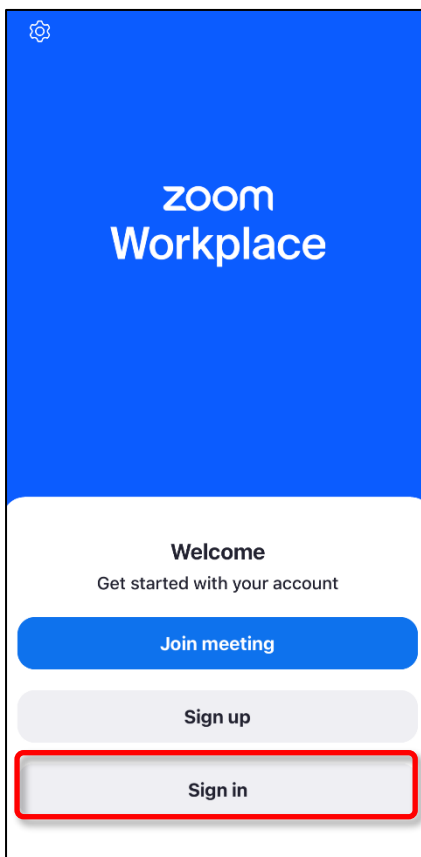 zoom
Workplace
Welcome
Get started with your account
Join meeting
Sign up
Sign in